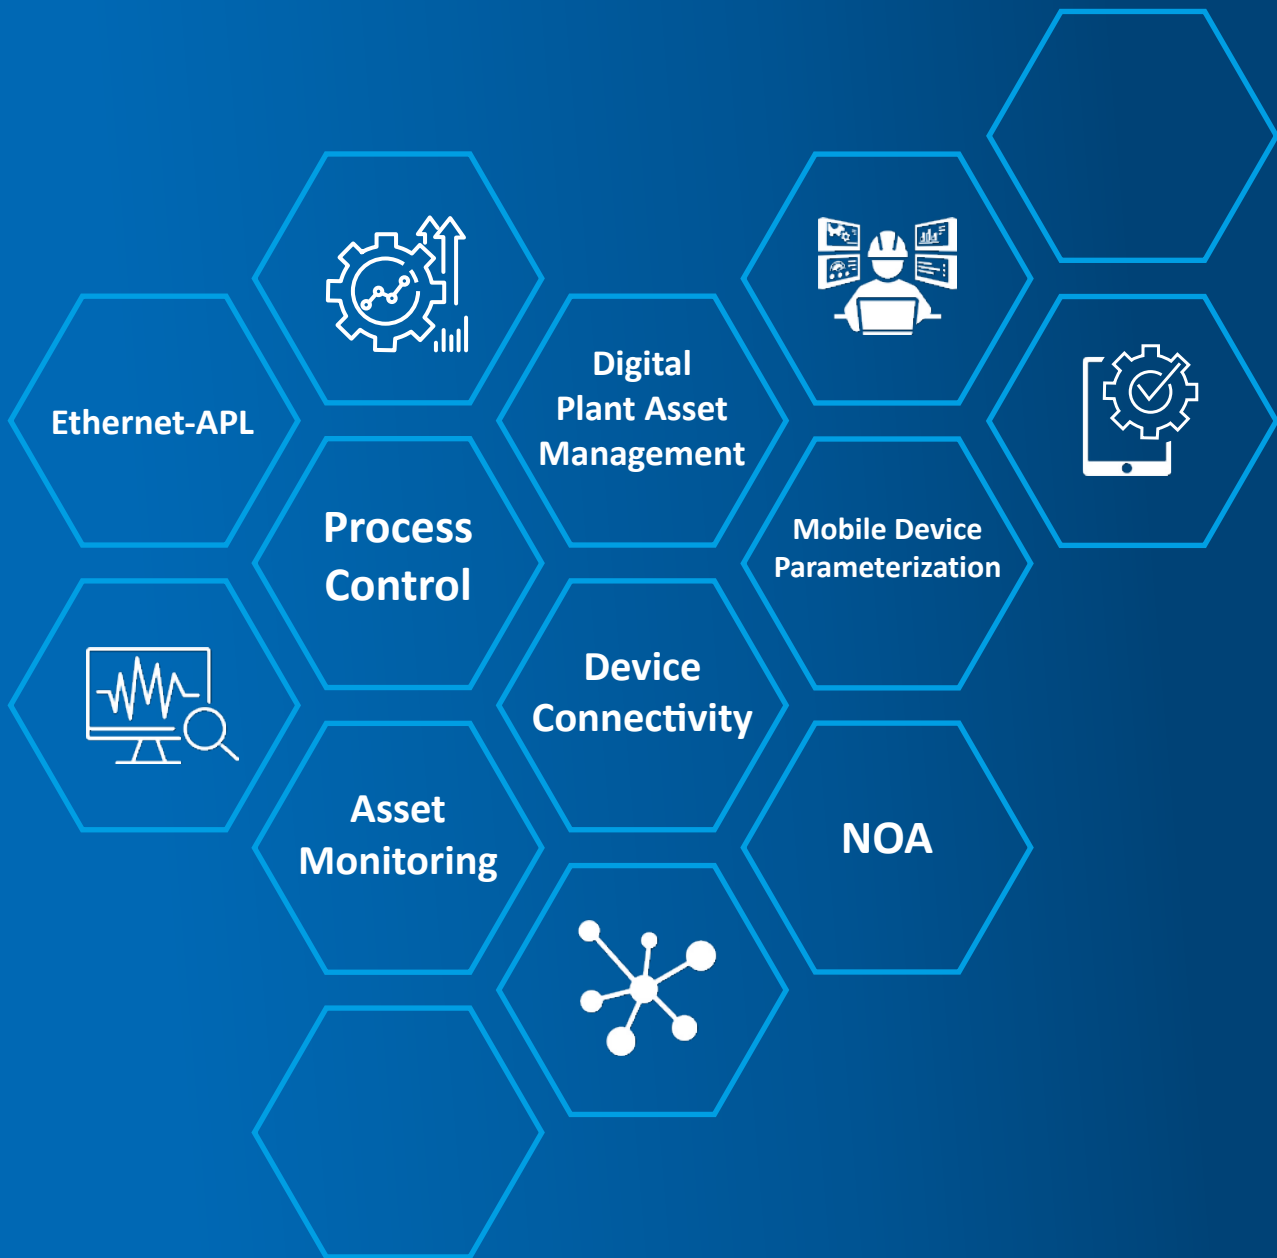 Ethernet-APL
Digital
Plant Asset
Management
Process
Control
Mobile Device
Parameterization
Device
Connectivity
Asset
Monitoring
NOA